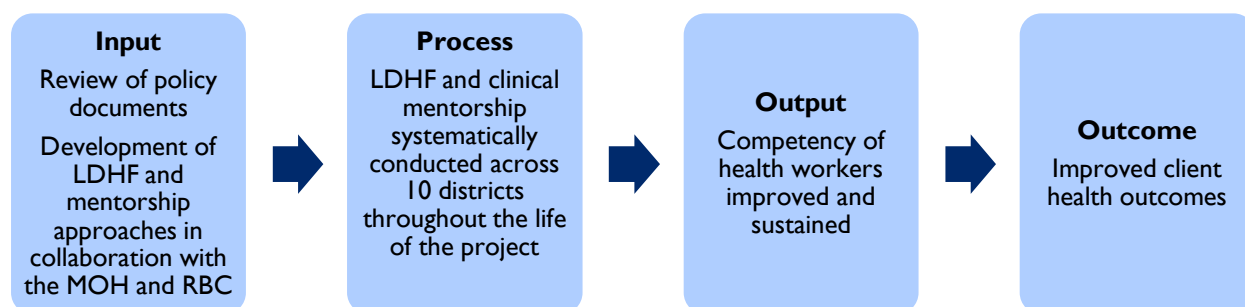 Input
Review of policy
documents
Development of
LDHF and
mentorship
approaches in
collaboration with
the MOH and RBC
Process
LDHF and clinical
mentorship
systematically
conducted across
10 districts
throughout the life
of the project
Output
Competency of
health workers
improved and
sustained
Outcome
Improved client
health outcomes